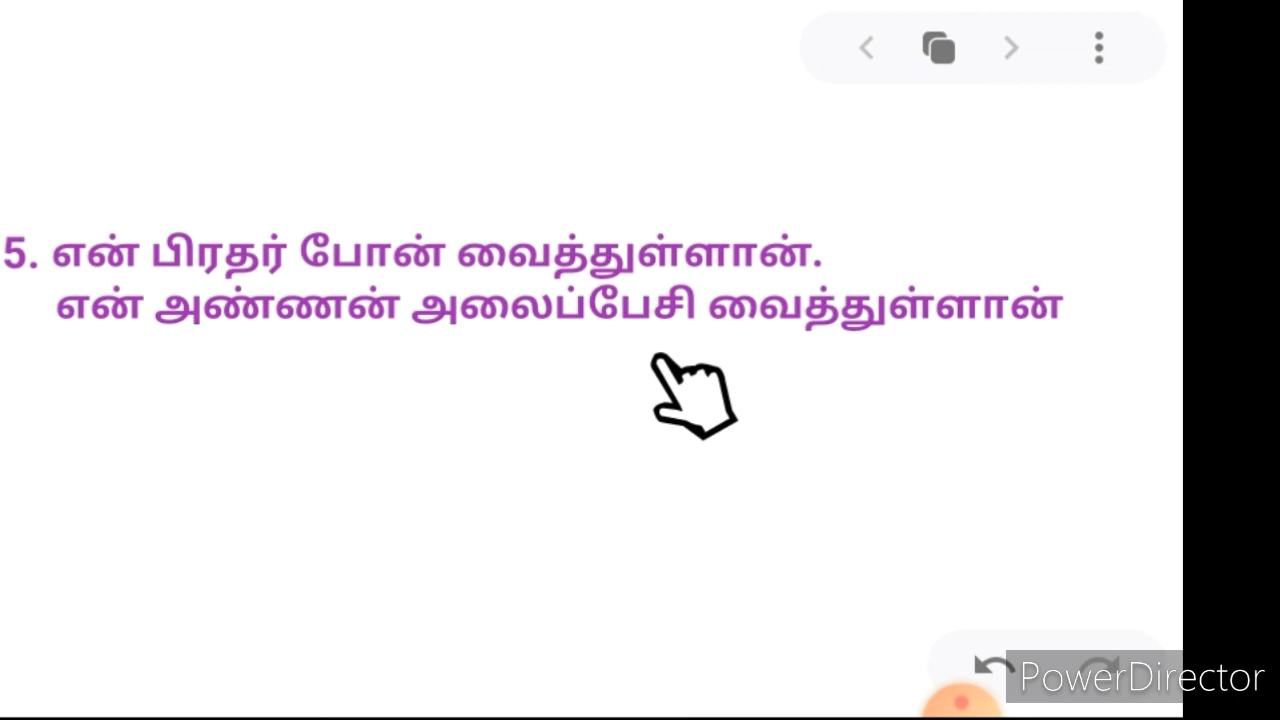 5. என் பிரதர் போன் வைத்துள்ளான்.
என் அண்ணன் அலைப்பேசி வைத்துள்ளான்
PowerDirector